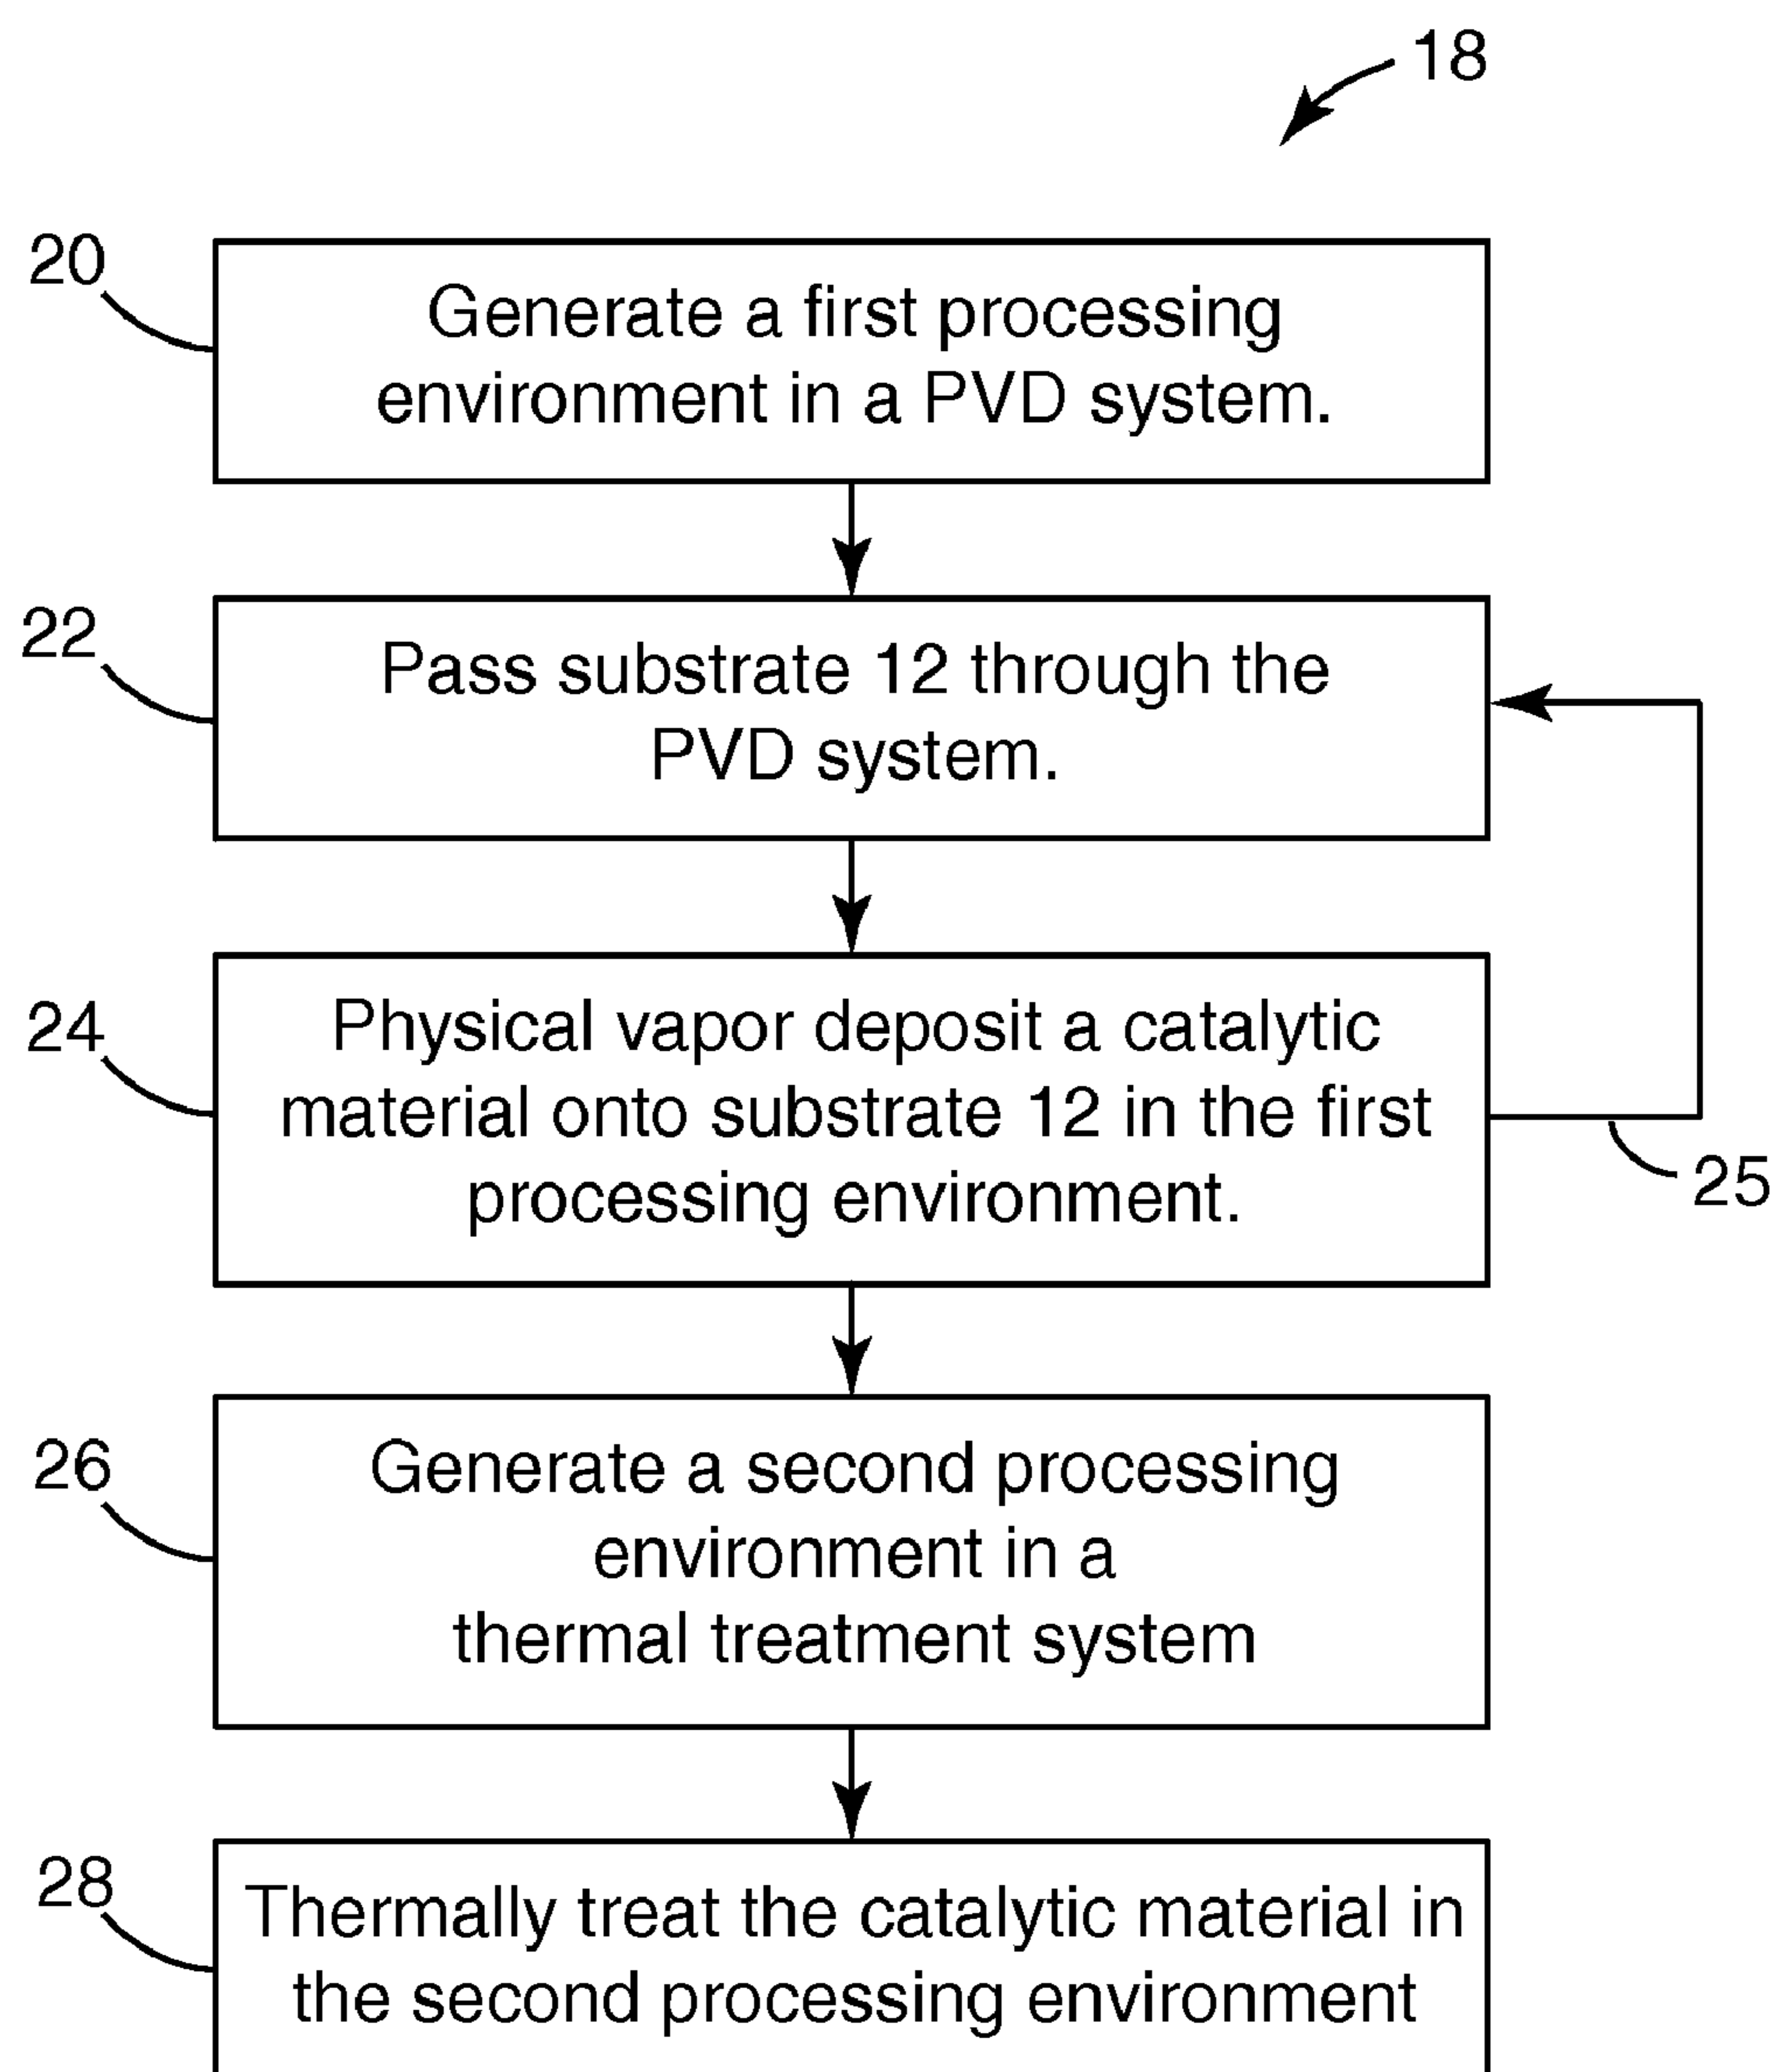 18
20
Generate a first processing
environment in a PVD system.
22
Pass substrate 12 through the
PVD system.
24
Physical vapor deposit a catalytic
material onto substrate 12 in the first
processing environment.
25
26
Generate a second processing
environment in a
thermal treatment system
28
Thermally treat the catalytic material in
the second processing environment